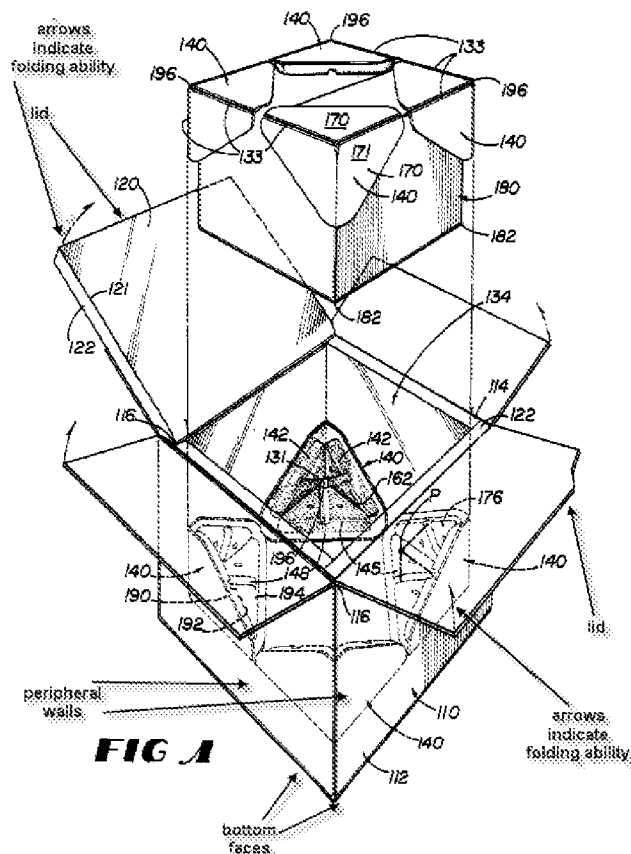 arrows
indicate
folding ability
lid
140
196
140
133
196
196
133
170
140
171
170
140
180
120
182
121
182
134
122
114
116
122
142
142
131
140
162
P
176
196
148
145
140
140
190
194
116
192
lid
peripheral
walls
110
140
arrows
indicate
folding ability
FIG A
112
bottom
faces